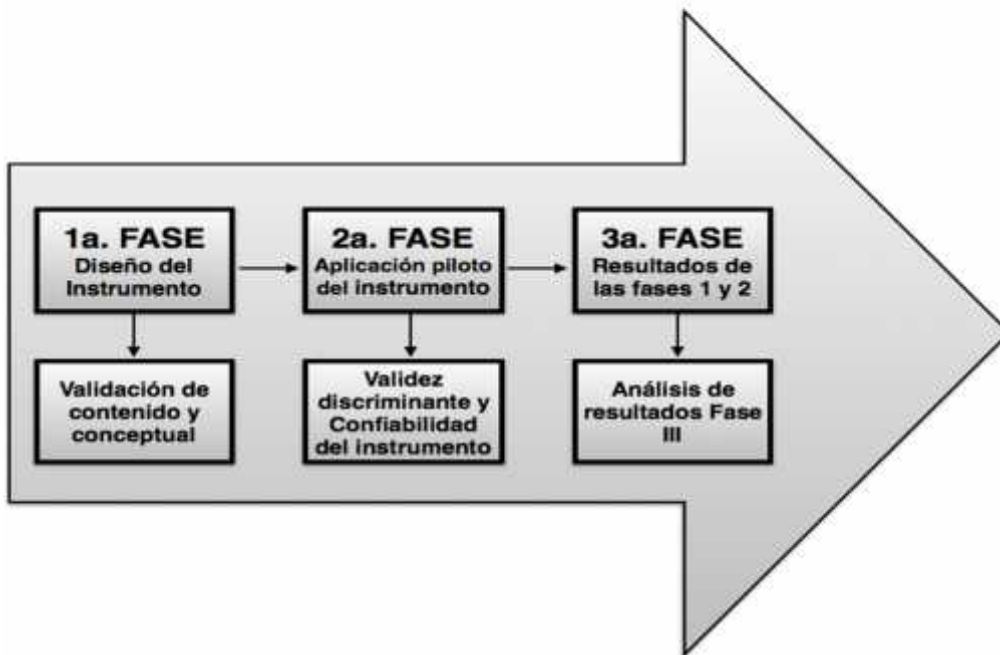 1a. FASE
Diseño del
Instrumento
2a. FASE
Aplicación piloto
del instrumento
3a. FASE
Resultados de
las fases 1 y 2
Validación de
contenido y
conceptual
Validez
discriminante y
Confiabilidad
del instrumento
Análisis de
resultados Fase
III